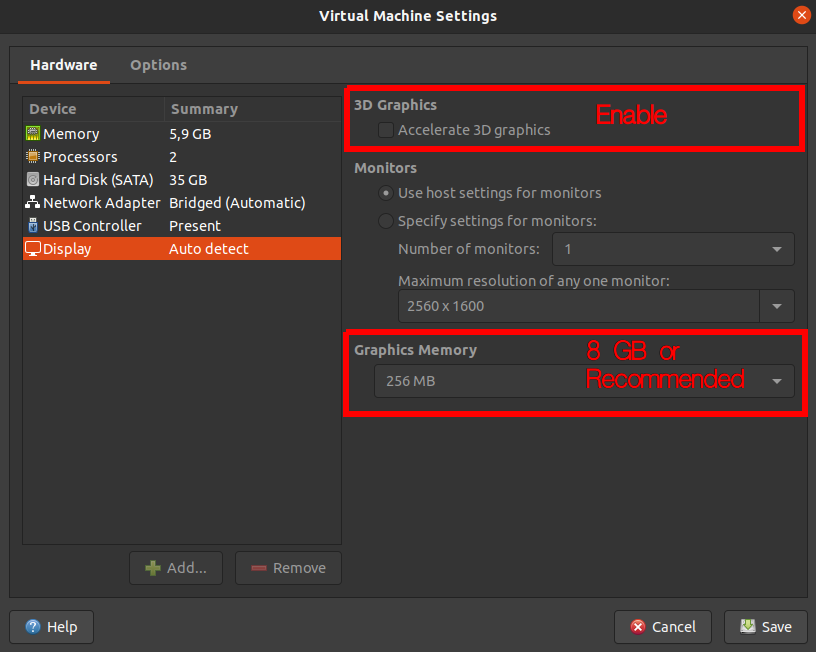 Virtual Machine Settings
Hardware Options
Device Summary
Memory 5,9 GB
Processors 2
Hard Disk (SATA) 35 GB
Network Adapter Bridged (Automatic)
USB Controller Present
Display Auto detect
3D Graphics
Enable
Accelerate 3D graphics
Monitors
Use host settings for monitors
Specify settings for monitors:
Number of monitors: 1
Maximum resolution of any one monitor:
2560 x 1600
Graphics Memory
8 GB or
Recommended
256 MB
Add... Remove
Help Cancel Save